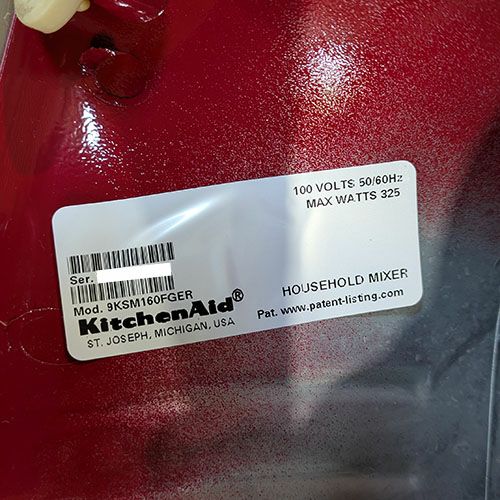 100 VOLTS 50/60Hz
MAX WATTS 325
Ser.
Mod. 9KSM160FGER
KitchenAid®
ST. JOSEPH, MICHIGAN, USA
HOUSEHOLD MIXER
Pat. www.patent-listing.com